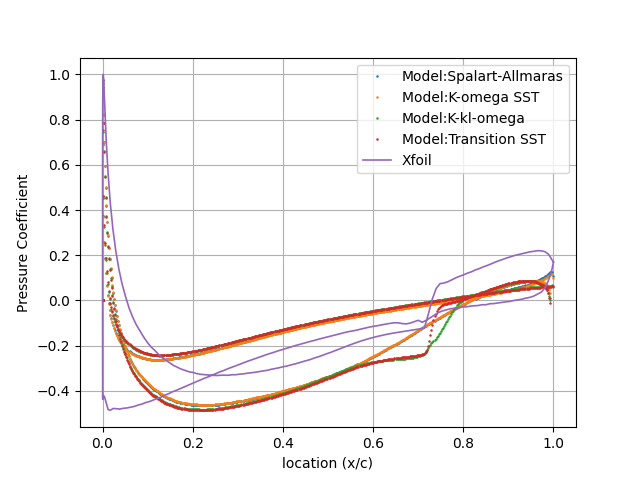 1.0
0.8
0.6
0.4
0.2
0.0
−0.2
−0.4
Pressure Coefficient
Model:Spalart-Allmaras
Model:K-omega SST
Model:K-kl-omega
Model:Transition SST
Xfoil
0.0 0.2 0.4 0.6 0.8 1.0
location (x/c)